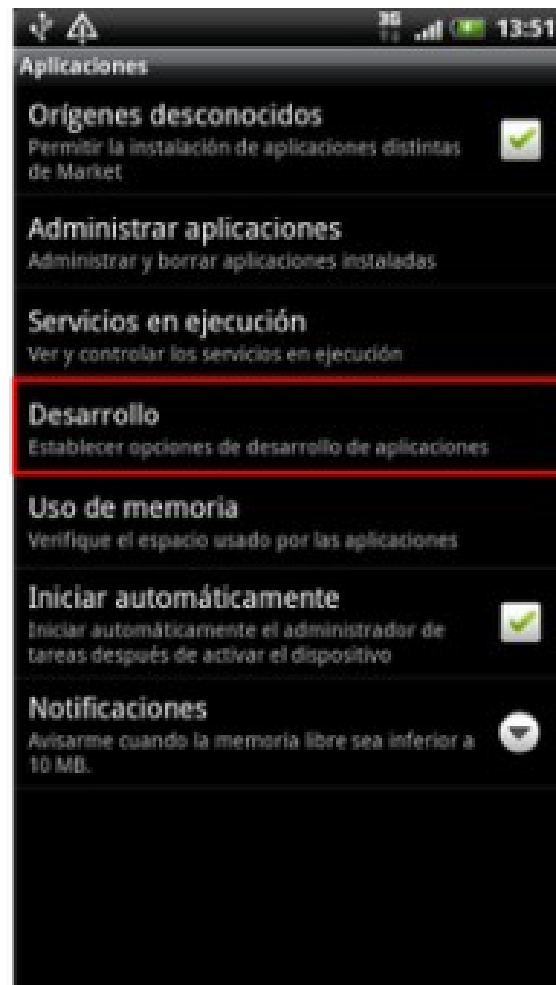 3G 13:51
Aplicaciones
Orígenes desconocidos
Permitir la instalación de aplicaciones distintas
de Market
Administrar aplicaciones
Administrar y borrar aplicaciones instaladas
Servicios en ejecución
Ver y controlar los servicios en ejecución
Desarrollo
Establecer opciones de desarrollo de aplicaciones
Uso de memoria
Verifique el espacio usado por las aplicaciones
Iniciar automáticamente
Iniciar automáticamente el administrador de
tareas después de activar el dispositivo
Notificaciones
Avisarme cuando la memoria libre sea inferior a
10 MB.